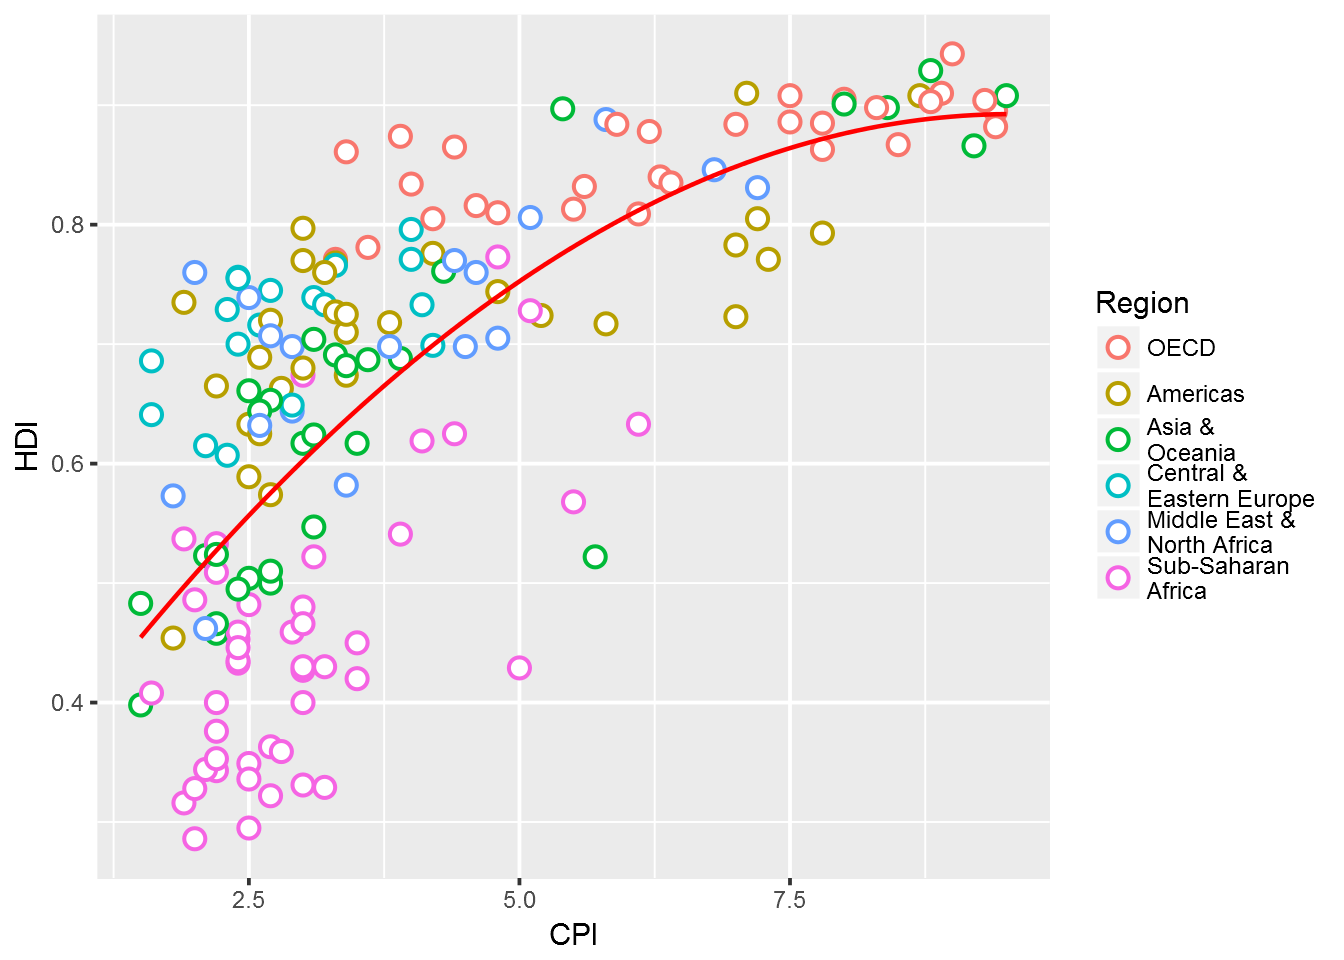 HDI
0.8
0.6
0.4
2.5
5.0
7.5
CPI
Region
OECD
Americas
Asia &
Oceania
Central &
Eastern Europe
Middle East &
North Africa
Sub-Saharan
Africa